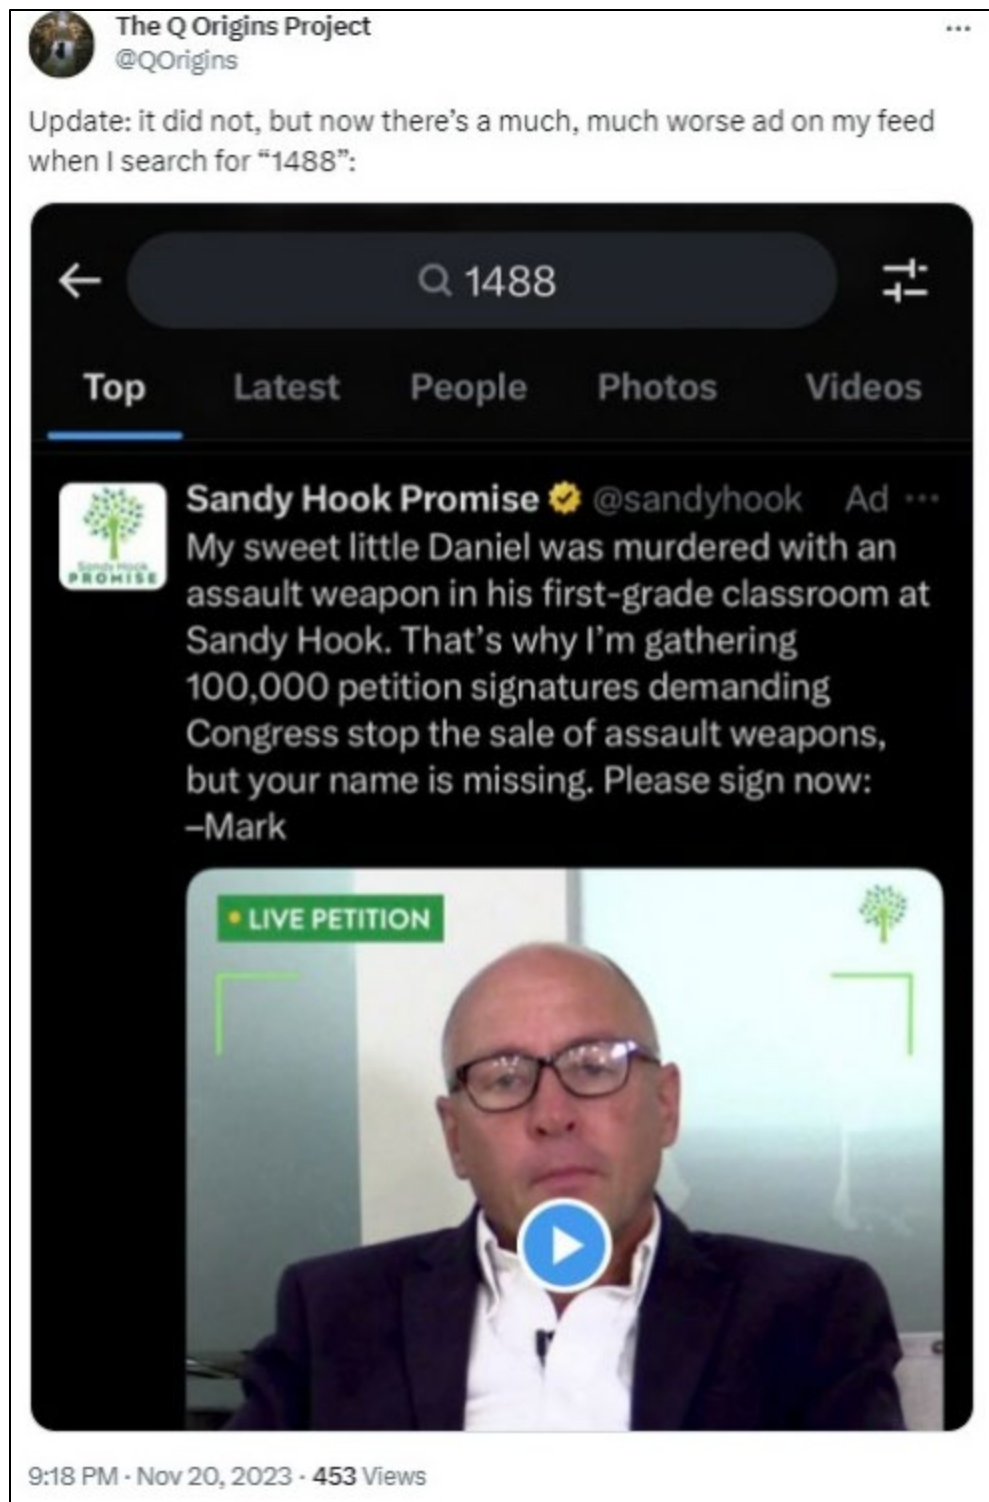 The Q Origins Project
@QOrigins
Update: it did not, but now there's a much, much worse ad on my feed
when I search for “1488”:
1488
Top Latest People Photos Videos
Sandy Hook Promise @sandyhook Ad
Sandy Hook
PROMISE
My sweet little Daniel was murdered with an
assault weapon in his first-grade classroom at
Sandy Hook. That's why I'm gathering
100,000 petition signatures demanding
Congress stop the sale of assault weapons,
but your name is missing. Please sign now:
–Mark
LIVE PETITION
9:18 PM · Nov 20, 2023 · 453 Views